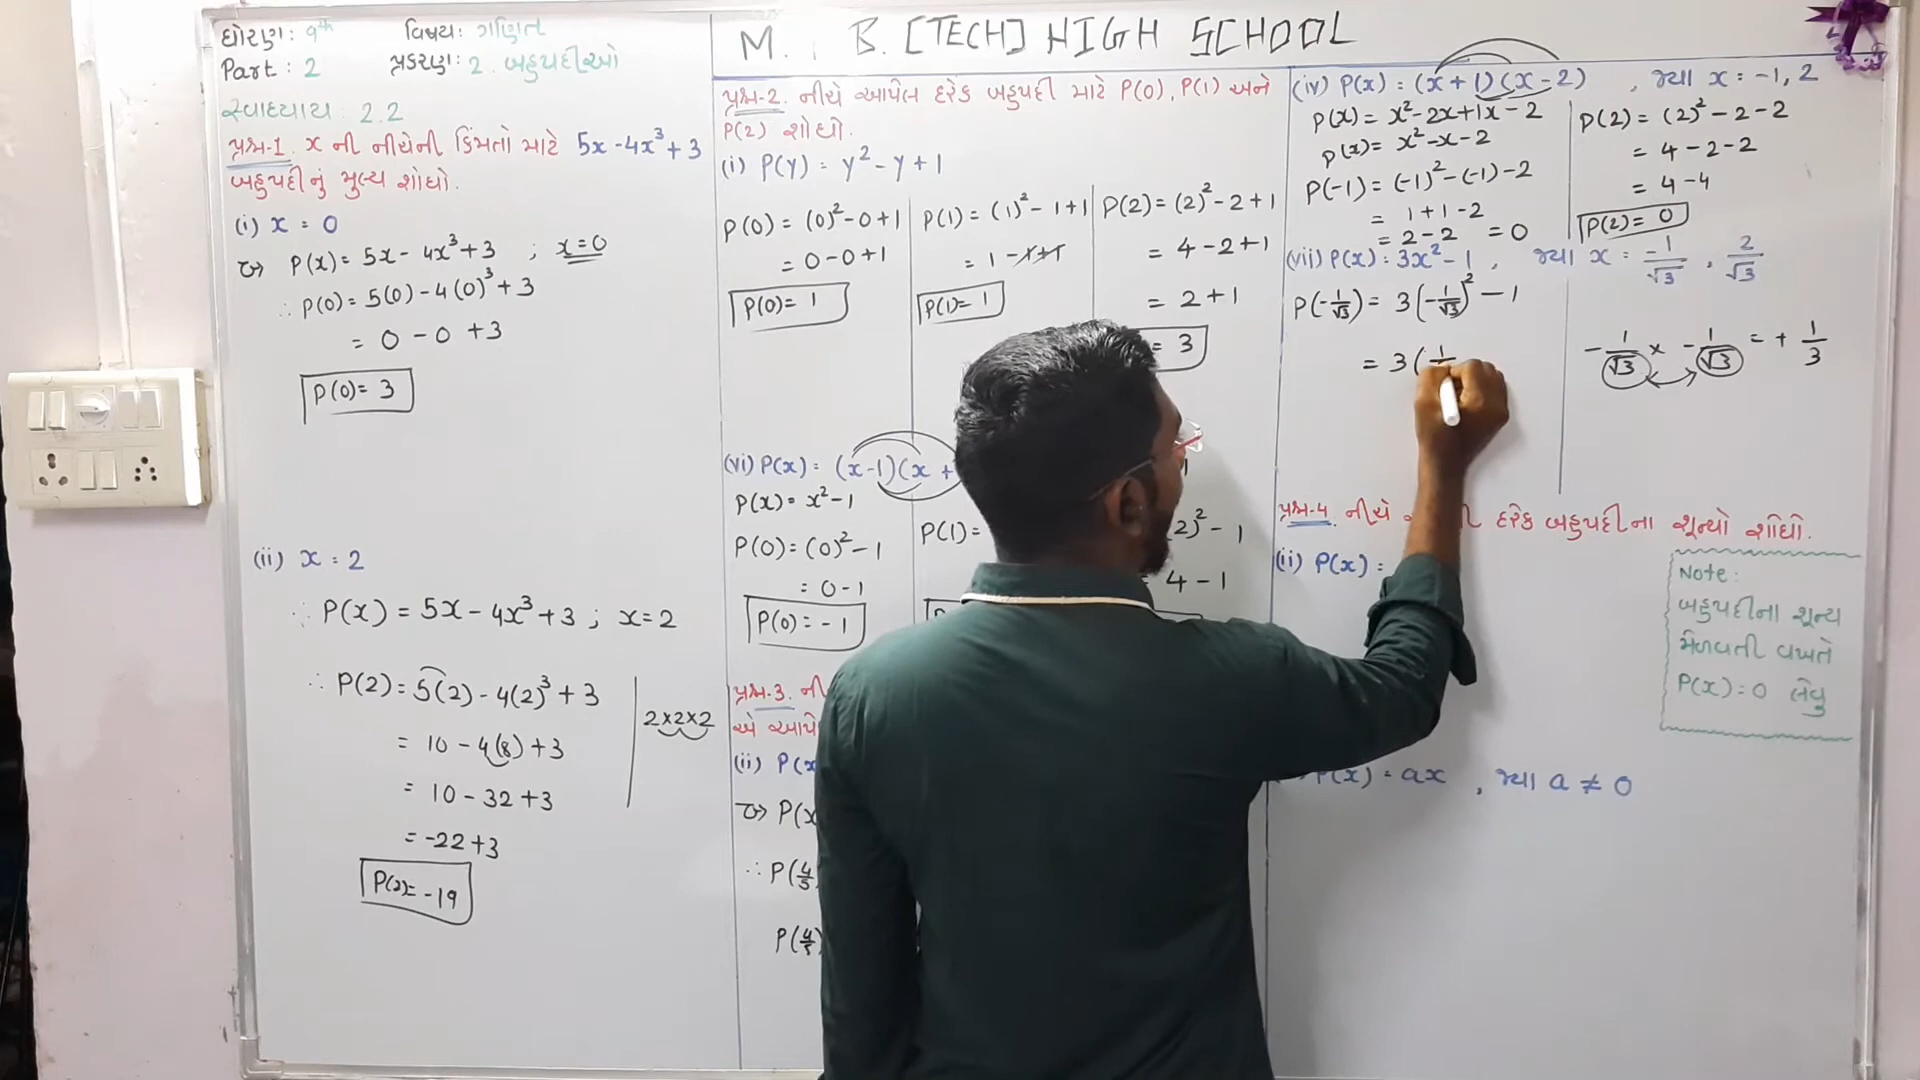 ધોરણ: 9th વિષય: ગણિત
Part: 2 પ્રકરણ: 2. બહુપદીઓ
સ્વાધ્યાય: 2.2
પ્રશ્ન-1. x ની નીચેની કિંમતો માટે 5x - 4x³ + 3
બહુપદીનું મુલ્ય શોધો.
(i) x = 0
P(x) = 5x - 4x³ + 3 ; x = 0
∴ P(0) = 5(0) - 4(0)³ + 3
= 0 - 0 + 3
P(0) = 3
(ii) x = 2
∴ P(x) = 5x - 4x³ + 3 ; x = 2
∴ P(2) = 5(2) - 4(2)³ + 3
2×2×2
= 10 - 4(8) + 3
= 10 - 32 + 3
= -22 + 3
P(2) = -19
M. B. [TECH] HIGH SCHOOL
પ્રશ્ન-2. નીચે આપેલ દરેક બહુપદી માટે P(0), P(1) અને
P(2) શોધો.
(i) P(y) = y² - y + 1
P(0) = (0)² - 0 + 1
= 0 - 0 + 1
P(0) = 1
P(1) = (1)² - 1 + 1
= 1 - 1 + 1
P(1) = 1
P(2) = (2)² - 2 + 1
= 4 - 2 + 1
= 2 + 1
= 3
(vi) P(x) = (x - 1)(x +
P(x) = x² - 1
P(0) = (0)² - 1
= 0 - 1
P(0) = -1
P(1) =
2)² - 1
4 - 1
પ્રશ્ન-3. ની
એ આપે
(ii) P(x
P(x
∴ P(4/5)
P(4/5)
(iv) P(x) = (x + 1)(x - 2) , જ્યાં x = -1, 2
P(x) = x² - 2x + 1x - 2
P(x) = x² - x - 2
P(-1) = (-1)² - (-1) - 2
= 1 + 1 - 2
= 2 - 2 = 0
P(2) = (2)² - 2 - 2
= 4 - 2 - 2
= 4 - 4
P(2) = 0
(vii) P(x) = 3x² - 1 , જ્યાં x = -1/√3 , 2/√3
P(-1/√3) = 3(-1/√3)² - 1
= 3(1
-1/√3 × -1/√3 = + 1/3
પ્રશ્ન-4. નીચે દરેક બહુપદીના શૂન્યો શોધો.
(ii) P(x) =
Note:
બહુપદીના શૂન્ય
મેળવતી વખતે
P(x) = 0 લેવુ
P(x) = ax , જ્યાં a ≠ 0